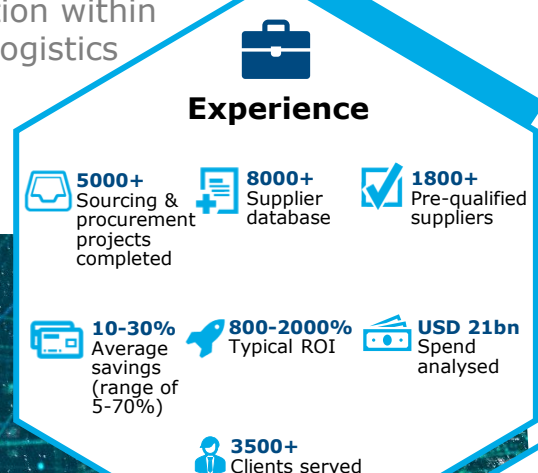 tion within
ogistics
Experience
5000+
Sourcing &
procurement
projects
completed
8000+
Supplier
database
1800+
Pre-qualified
suppliers
10-30%
Average
savings
(range of
5-70%)
800-2000%
Typical ROI
USD 21bn
Spend
analysed
3500+
Clients served